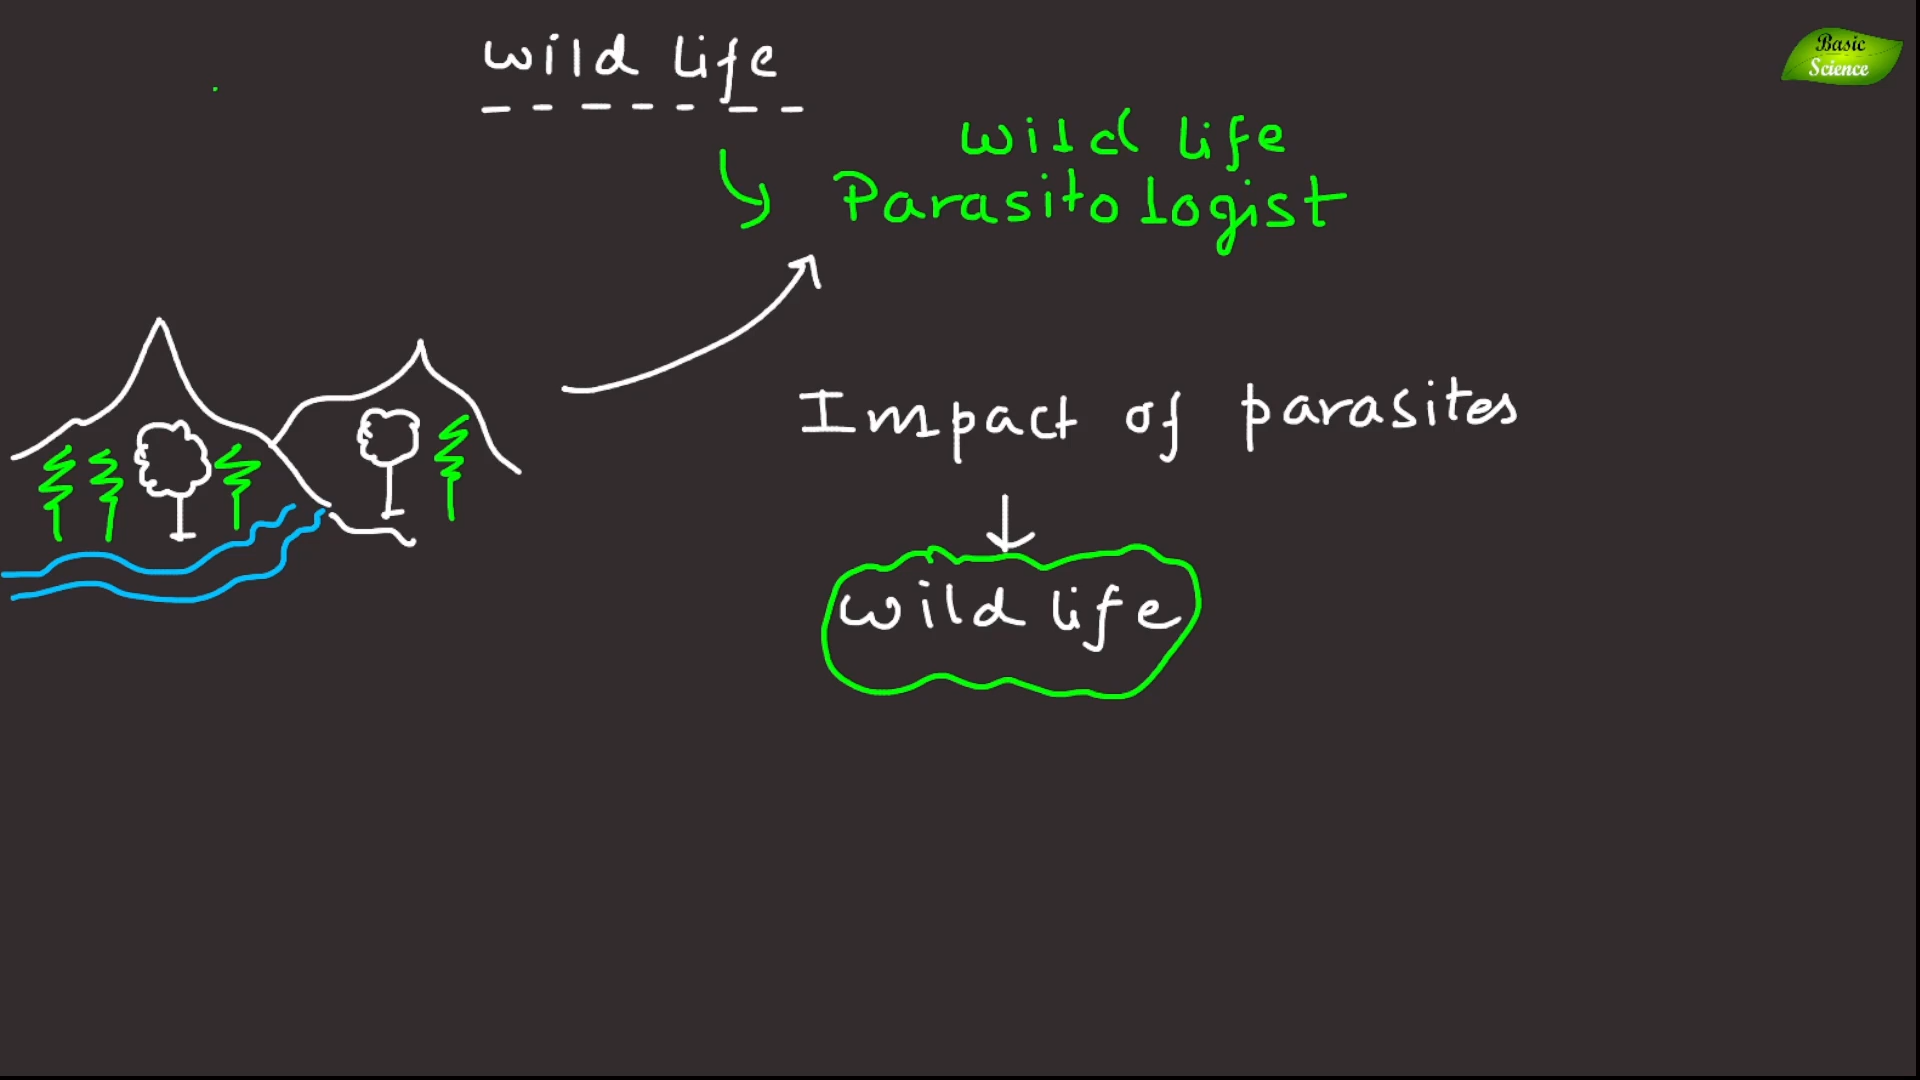 wild life
Basic
Science
wild life
Parasitologist
Impact of parasites
wild life